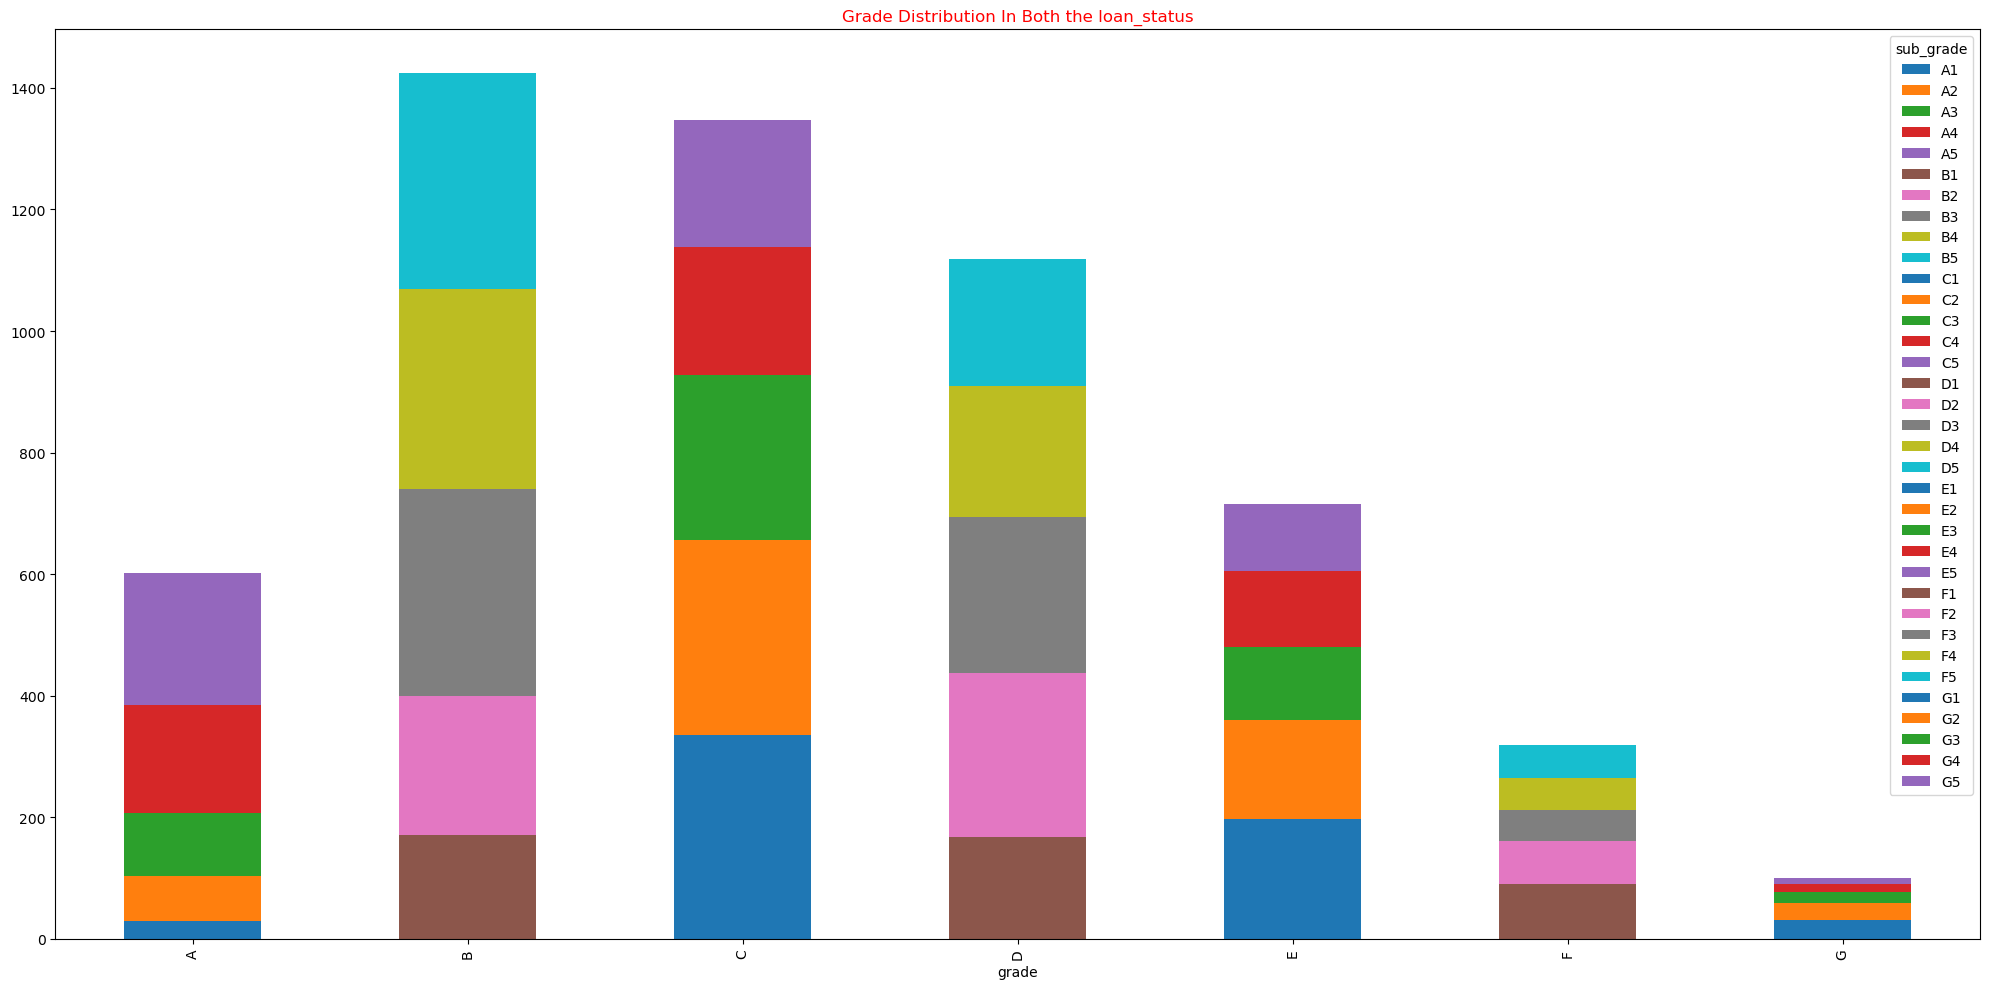 Grade Distribution In Both the loan_status
sub_grade
A1
A2
A3
A4
A5
B1
B2
B3
B4
B5
C1
C2
C3
C4
C5
D1
D2
D3
D4
D5
E1
E2
E3
E4
E5
F1
F2
F3
F4
F5
G1
G2
G3
G4
G5
1400
1200
1000
800
600
400
200
0
A
B
C
D
E
F
G
grade